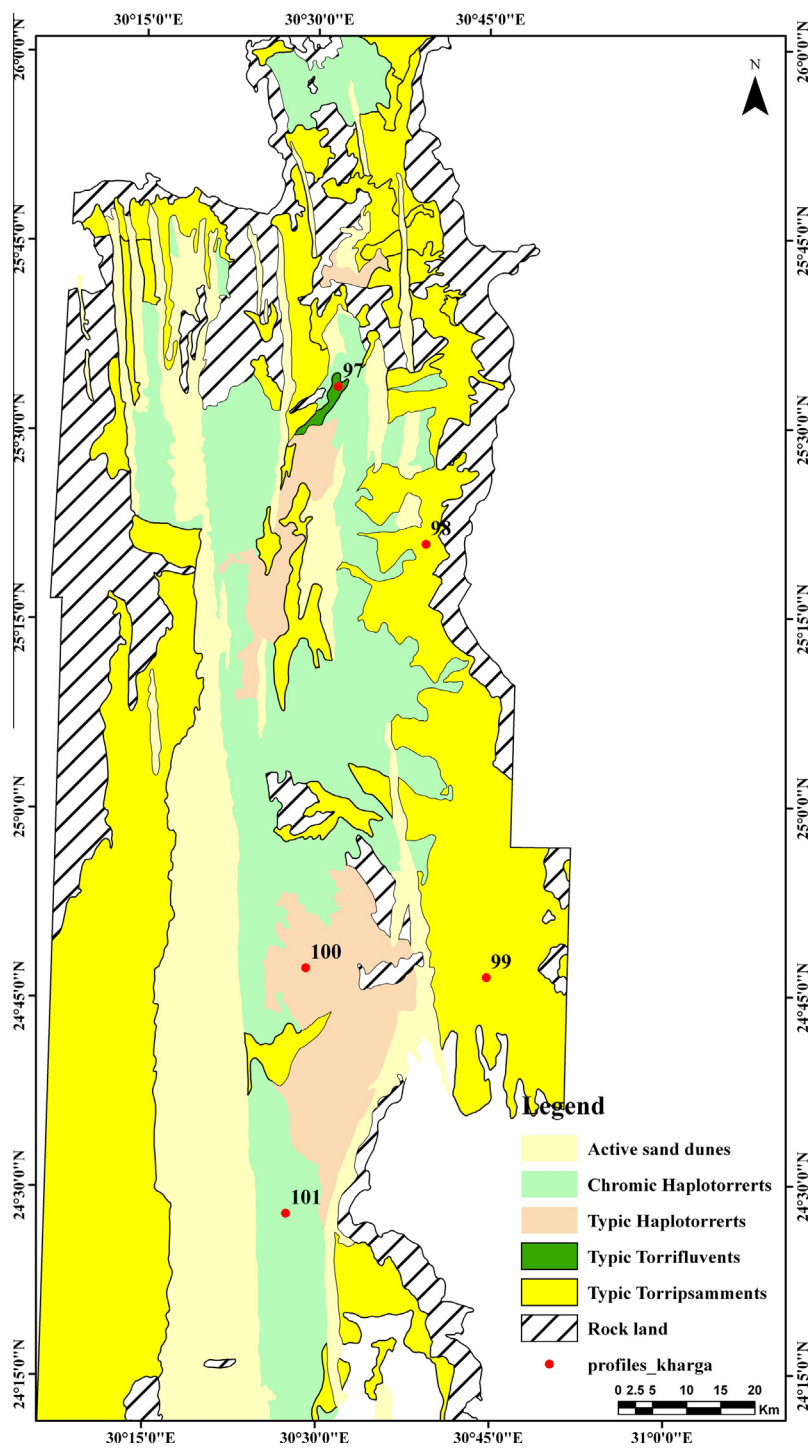 30°15'0"E 30°30'0"E 30°45'0"E
26°0'0"N 26°0'0"N
N
25°45'0"N 25°45'0"N
97
25°30'0"N 25°30'0"N
98
25°15'0"N 25°15'0"N
25°0'0"N 25°0'0"N
100
99
24°45'0"N 24°45'0"N
Legend
Active sand dunes
Chromic Haplotorrerts
101
24°30'0"N 24°30'0"N
Typic Haplotorrerts
Typic Torrifluvents
Typic Torripsamments
Rock land
profiles_kharga
24°15'0"N 24°15'0"N
0 2.5 5 10 15 20
Km
30°15'0"E 30°30'0"E 30°45'0"E 31°0'0"E